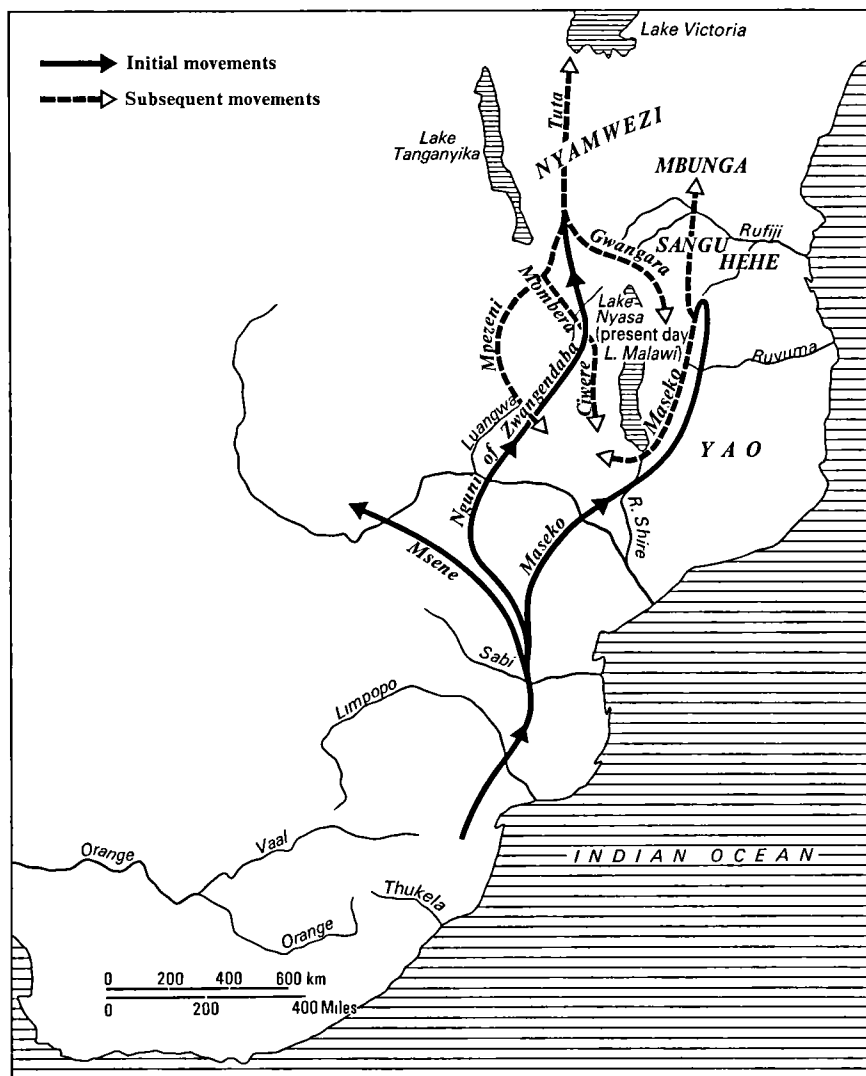 Lake Victoria
Initial movements
Subsequent movements
Tuta
NYAMWEZI
Lake
Tanganyika
MBUNGA
Rufiji
SANGU
HEHE
Gwangara
Mombera
Mpezeni
Lake
Nyasa
(present day
L. Malawi)
Ruvuma
Ciwere
Maseko
Luangwa
Nguni of Zwangendaba
YAO
R. Shire
Msene
Maseko
Sabi
Limpopo
Orange
Vaal
INDIAN OCEAN
Thukela
Orange
0 200 400 600 km
0 200 400 Miles